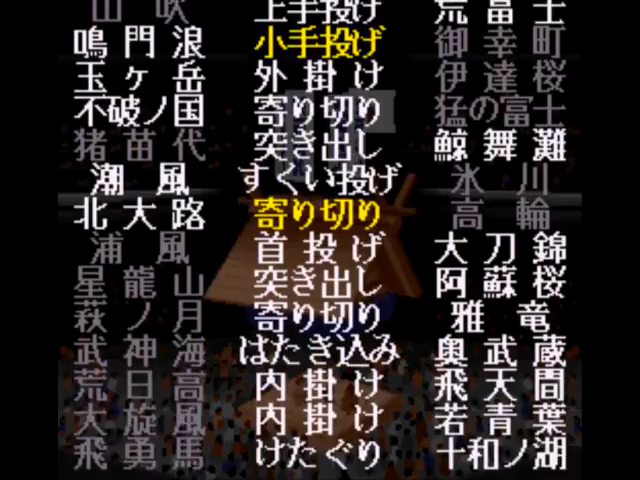 山吹 上手投げ 荒富士
鳴門浪 小手投げ 御幸町
玉ヶ岳 外掛け 伊達桜
不破ノ国 寄り切り 猛の富士
猪苗代 突き出し 鯨舞灘
潮風 すくい投げ 氷川
北大路 寄り切り 高輪
浦風 首投げ 大刀錦
星龍山 突き出し 阿蘇桜
萩ノ月 寄り切り 雅竜
武神海 はたき込み 奥武蔵
荒日高 内掛け 飛天間
大旋風 内掛け 若青葉
飛勇馬 けたぐり 十和ノ湖